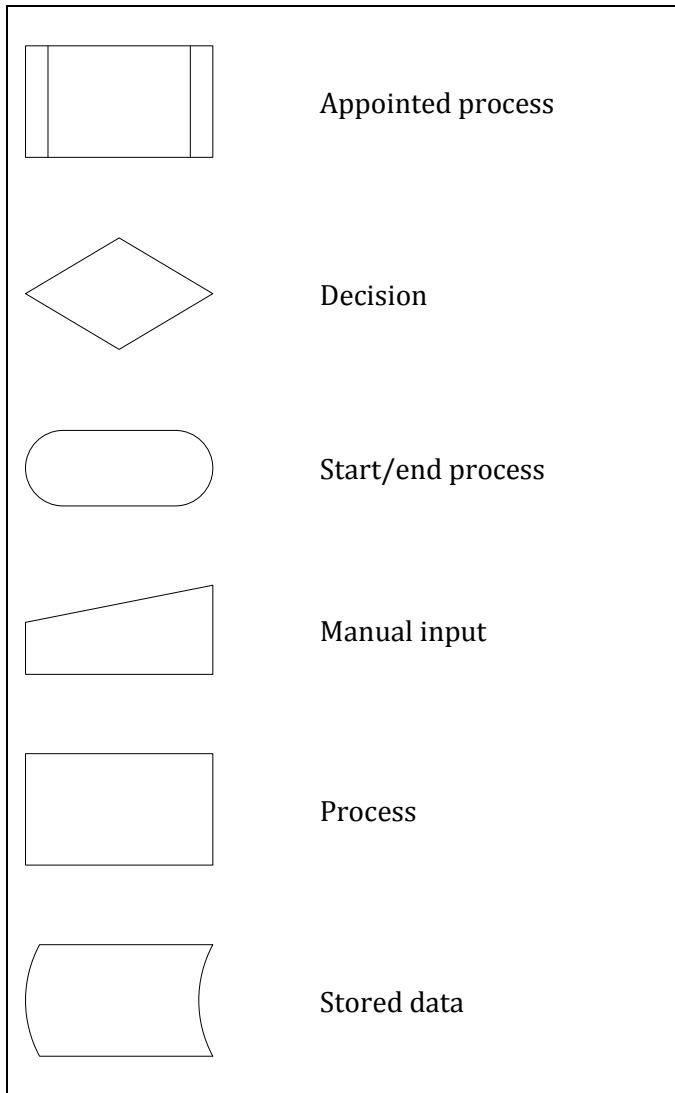 Appointed process
Decision
Start/end process
Manual input
Process
Stored data